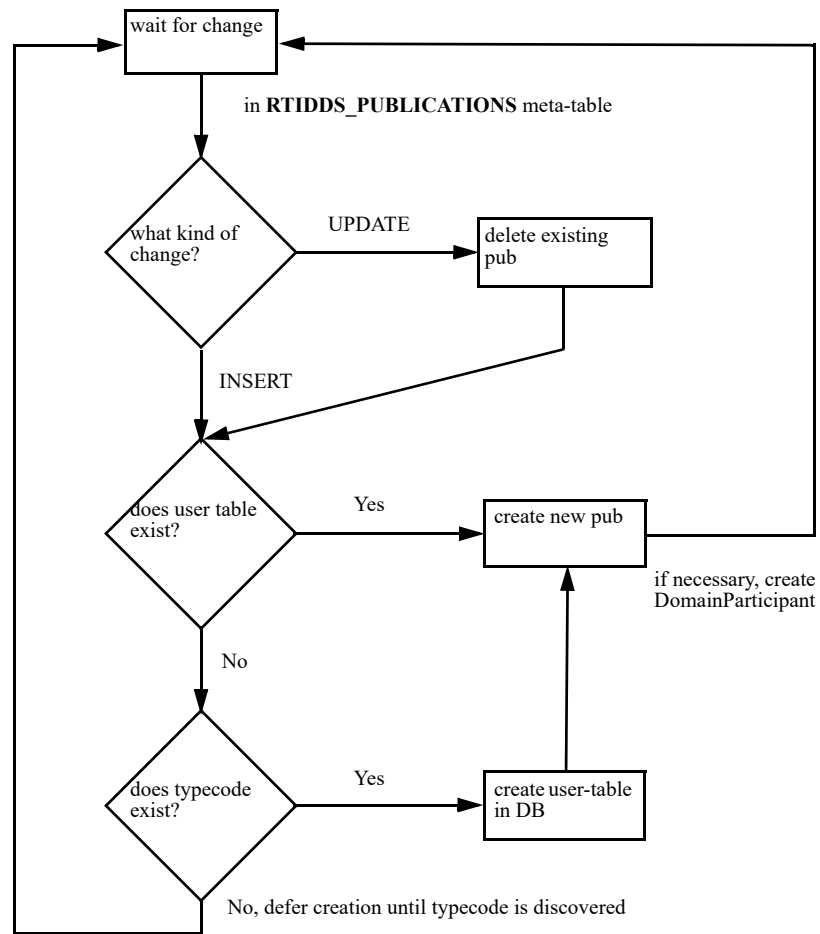 wait for change
in RTIDDS_PUBLICATIONS meta-table
what kind of
change?
UPDATE
delete existing
pub
INSERT
does user table
exist?
Yes
create new pub
if necessary, create
DomainParticipant
No
does typecode
exist?
Yes
create user-table
in DB
No, defer creation until typecode is discovered